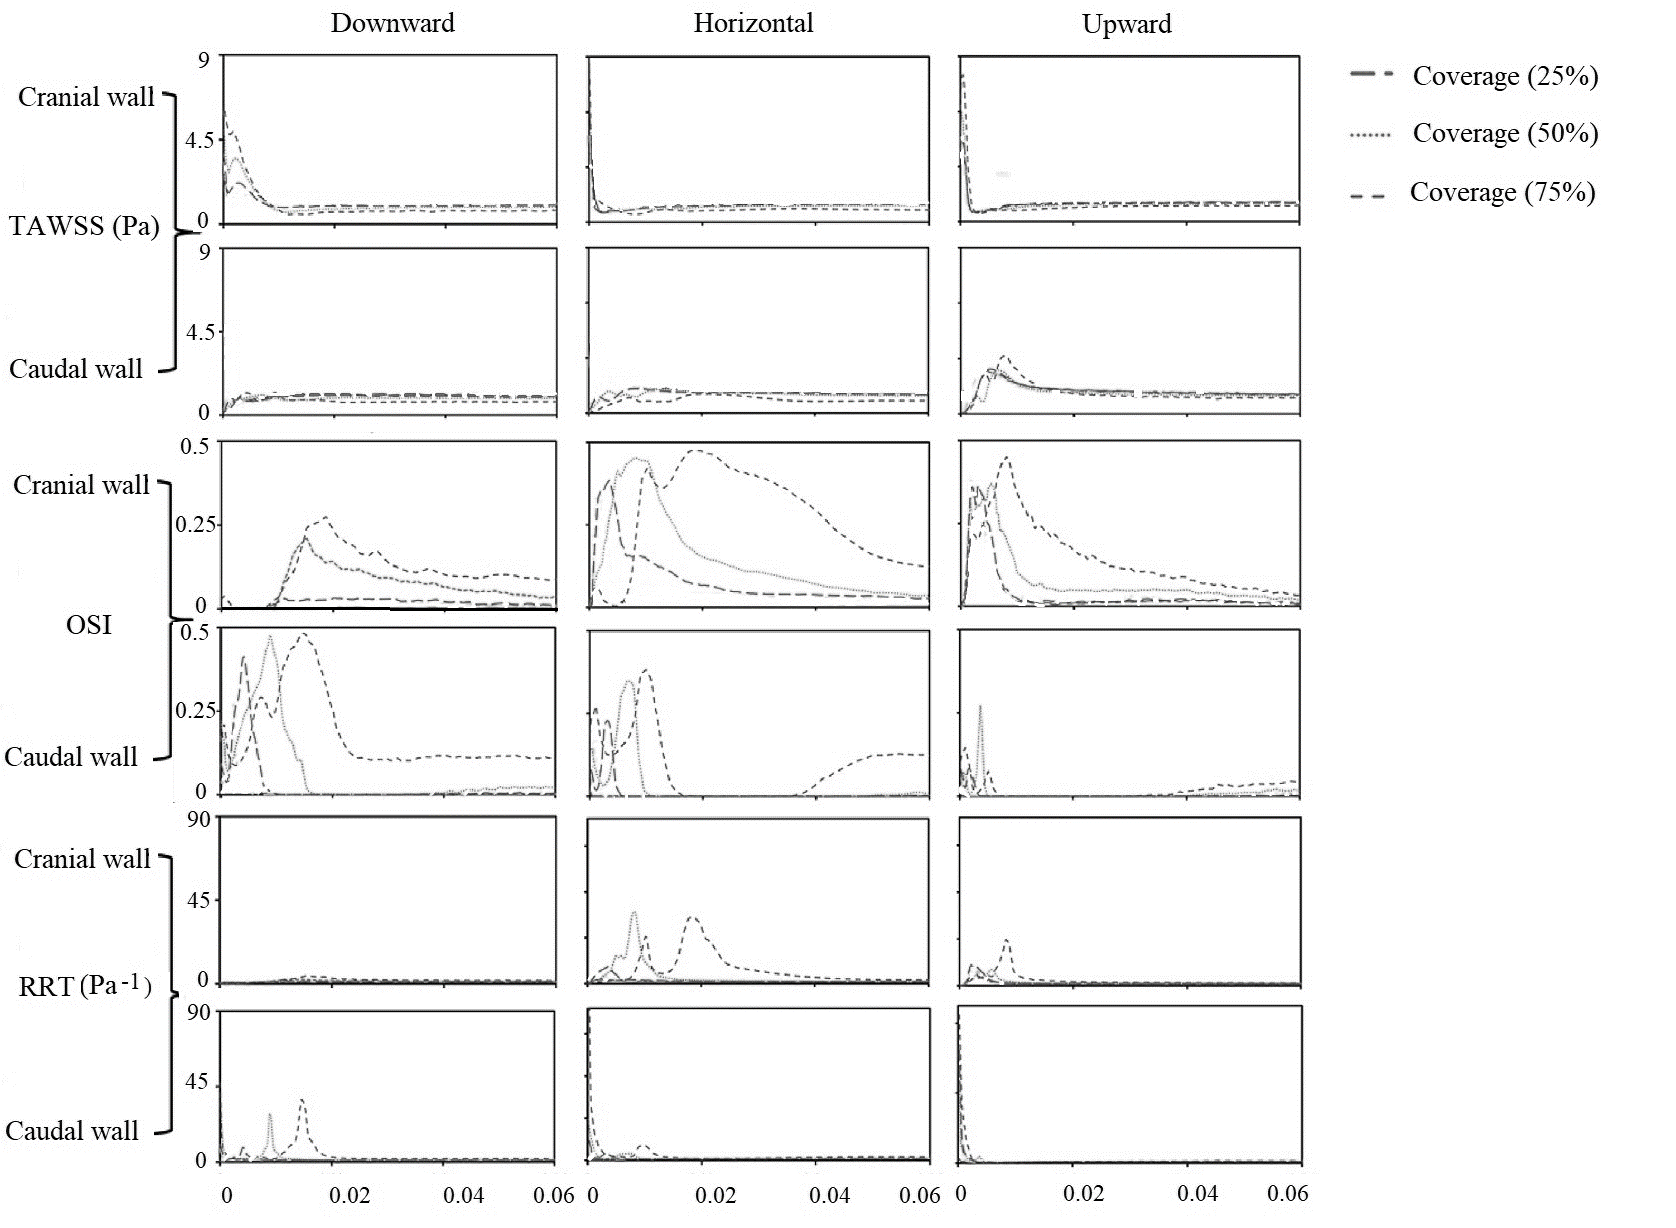 Downward Horizontal Upward
9
Cranial wall
4.5
0
TAWSS (Pa)
9
4.5
Caudal wall
0
Coverage (25%)
Coverage (50%)
Coverage (75%)
0.5
Cranial wall
0.25
0
OSI
0.5
0.25
Caudal wall
0
90
Cranial wall
45
0
RRT (Pa-1)
90
45
Caudal wall
0
0 0.02 0.04 0.06 0 0.02 0.04 0.06 0 0.02 0.04 0.06